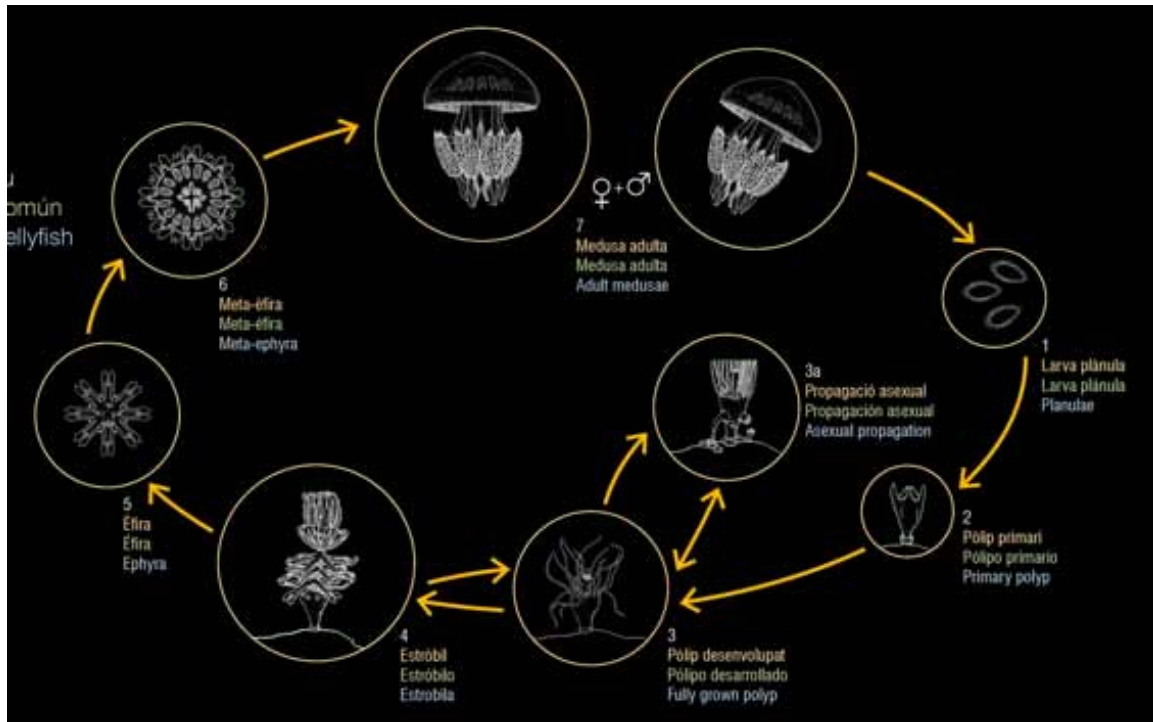 omún
ellyfish
6
Meta-èfira
Meta-éfira
Meta-ephyra
♀+♂
7
Medusa adulta
Medusa adulta
Adult medusae
1
Larva plànula
Larva plánula
Planulae
3a
Propagació asexual
Propagación asexual
Asexual propagation
5
Èfira
Éfira
Ephyra
2
Pòlip primari
Pólipo primario
Primary polyp
4
Estròbil
Estróbilo
Estrobila
3
Pòlip desenvolupat
Pólipo desarrollado
Fully grown polyp